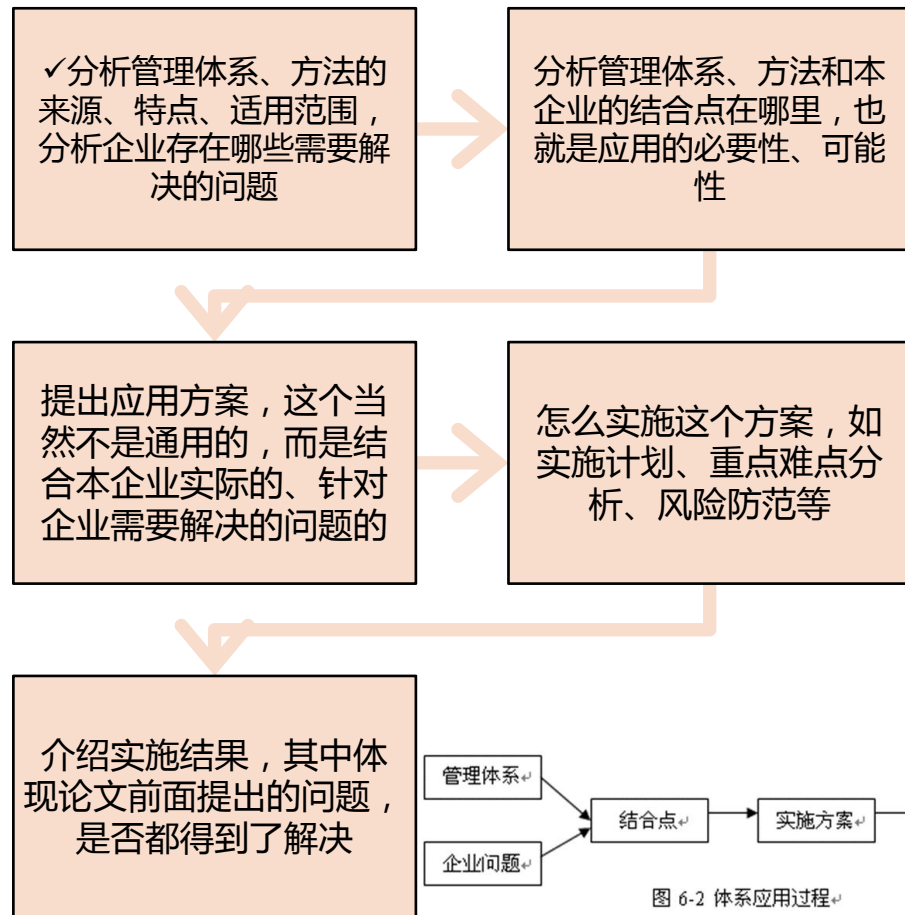 ✓分析管理体系、方法的
来源、特点、适用范围，
分析企业存在哪些需要解
决的问题
分析管理体系、方法和本
企业的结合点在哪里，也
就是应用的必要性、可能
性
提出应用方案，这个当
然不是通用的，而是结
合本企业实际的、针对
企业需要解决的问题的
怎么实施这个方案，如
实施计划、重点难点分
析、风险防范等
介绍实施结果，其中体
现论文前面提出的问题，
是否都得到了解决
管理体系↵
企业问题↵
结合点↵
实施方案↵
图 6-2 体系应用过程↵